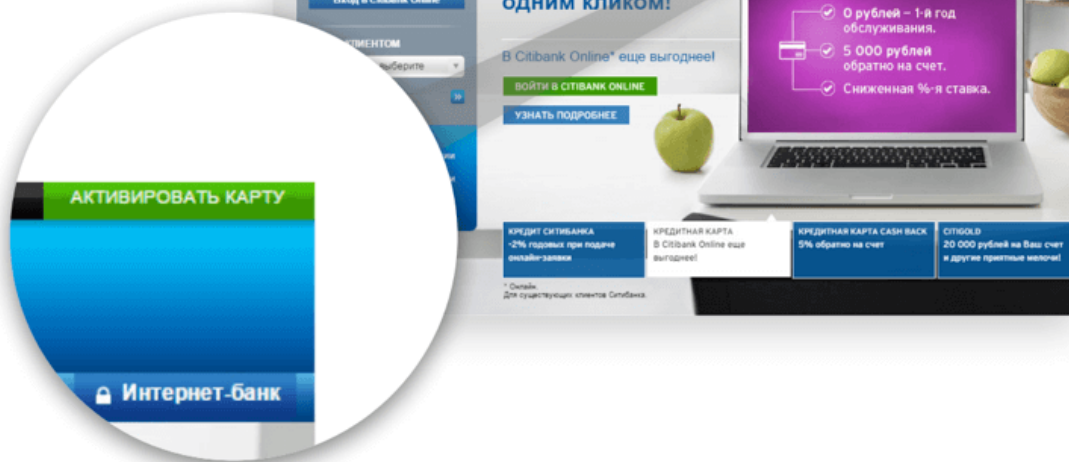 Вход в Citibank Online
ОДНИМ КЛИКОМ!
КЛИЕНТОМ
выберите
В Citibank Online* еще выгоднее!
ВОЙТИ В CITIBANK ONLINE
УЗНАТЬ ПОДРОБНЕЕ
0 рублей – 1-й год
обслуживания.
5 000 рублей
обратно на счет.
Сниженная %-я ставка.
АКТИВИРОВАТЬ КАРТУ
Интернет-банк
КРЕДИТ СИТИБАНКА
-2% годовых при подаче
онлайн-заявки
КРЕДИТНАЯ КАРТА
В Citibank Online еще
выгоднее!
КРЕДИТНАЯ КАРТА CASH BACK
5% обратно на счет
CITIGOLD
20 000 рублей на Ваш счет
и другие приятные мелочи!
* Онлайн.
Для существующих клиентов Ситибанка.